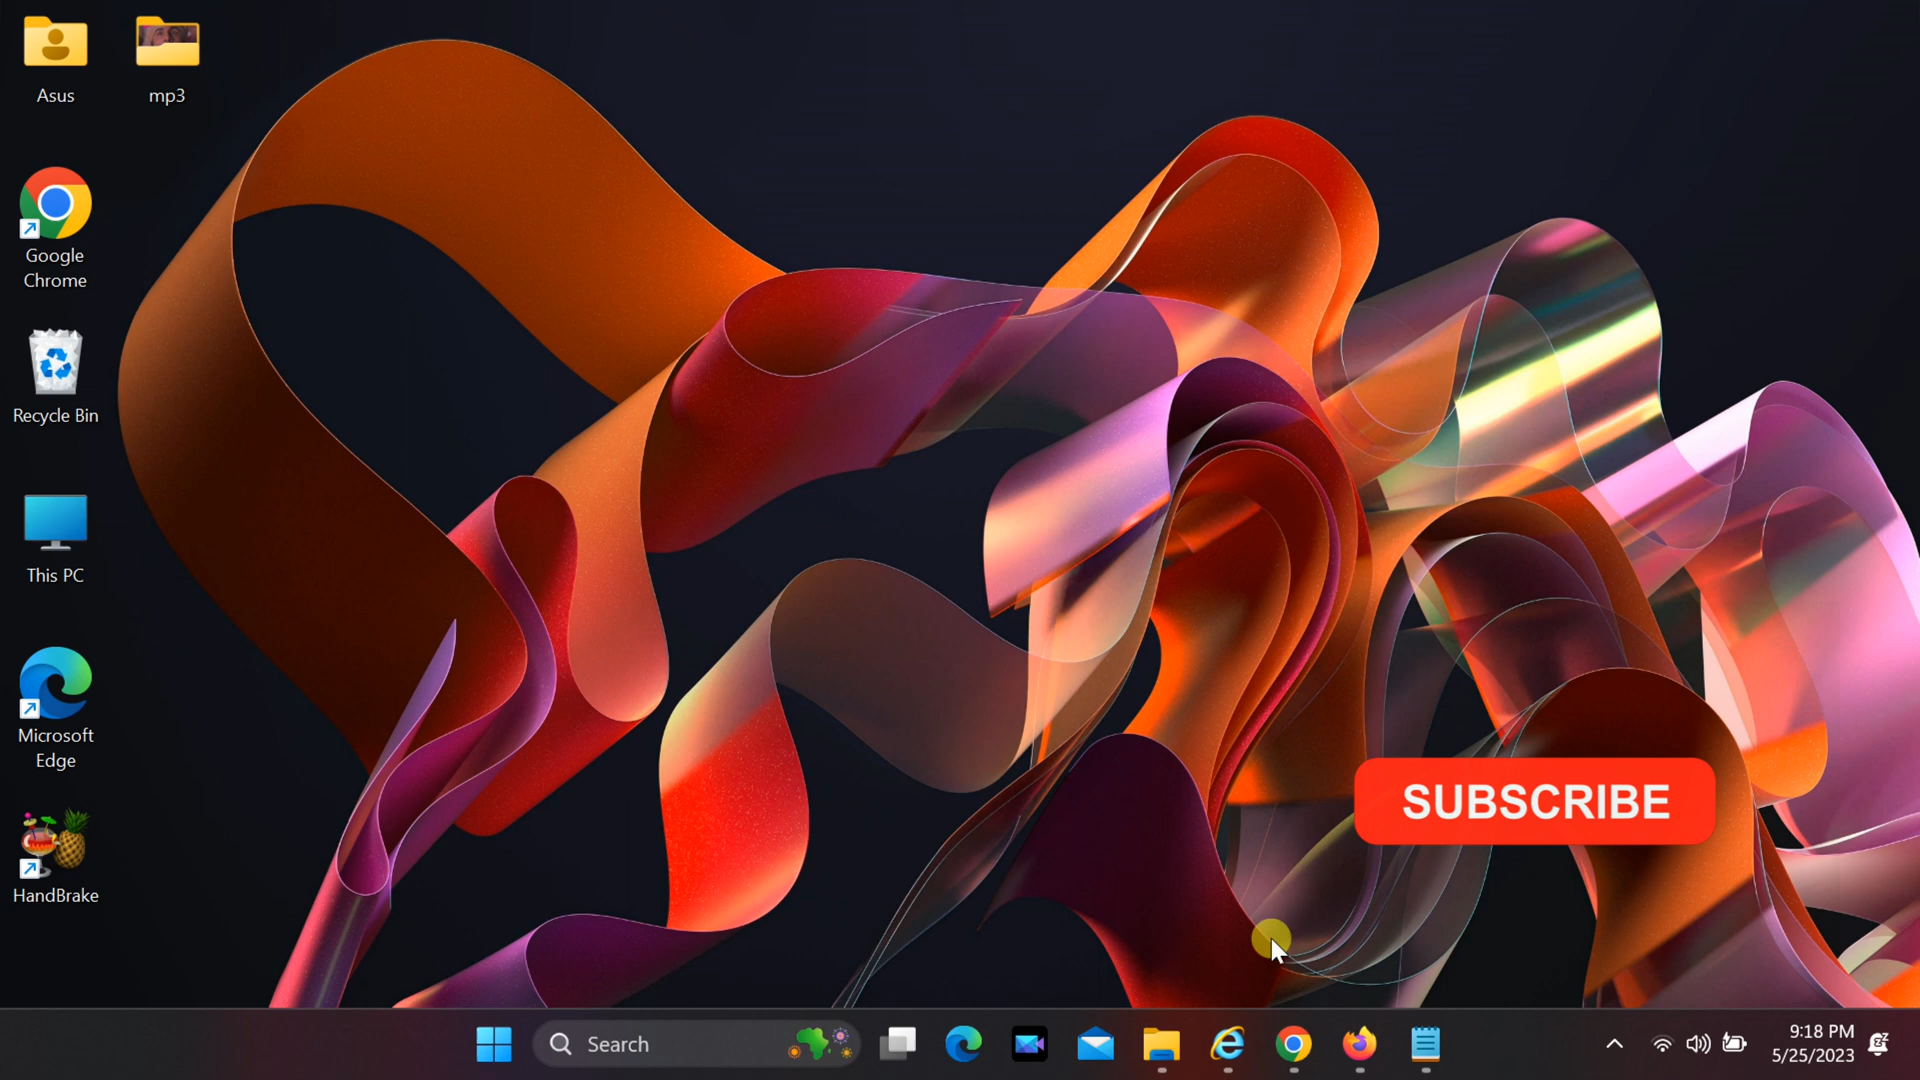 Asus
mp3
Google
Chrome
Recycle Bin
This PC
Microsoft
Edge
HandBrake
SUBSCRIBE
Search
9:18 PM
5/25/2023